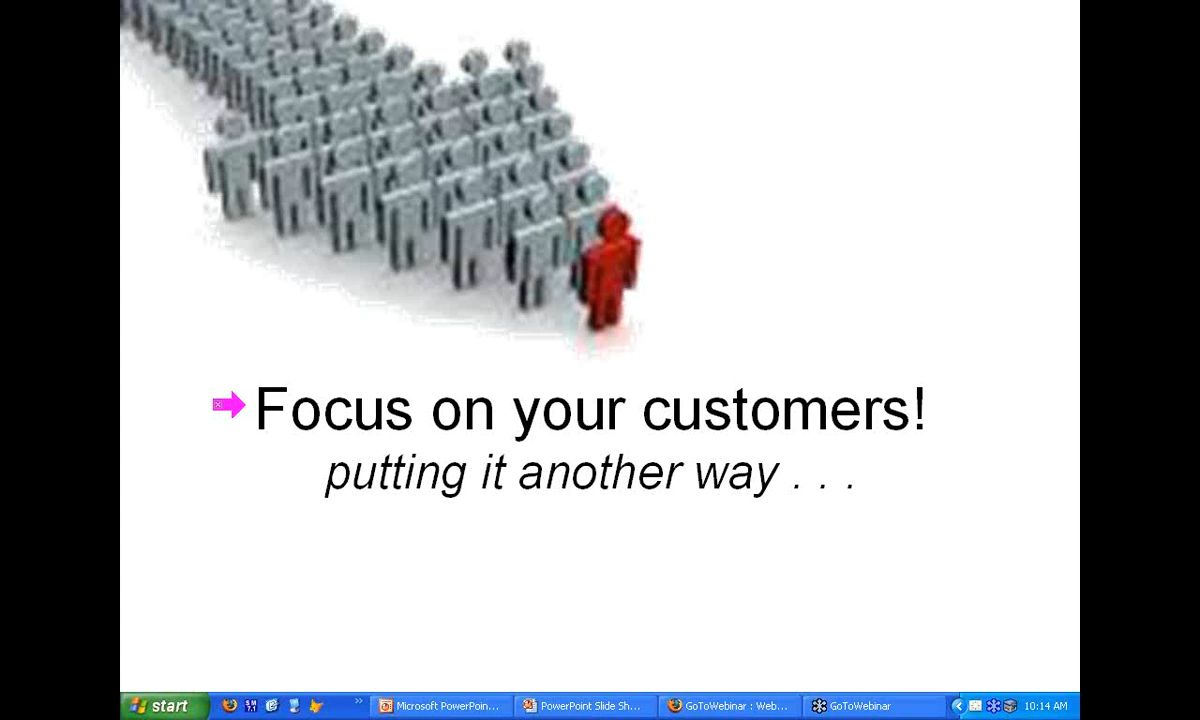 Focus on your customers!
putting it another way . . .
start
Microsoft PowerPoin...
PowerPoint Slide Sh...
GoToWebinar : Web...
GoToWebinar
10:14 AM